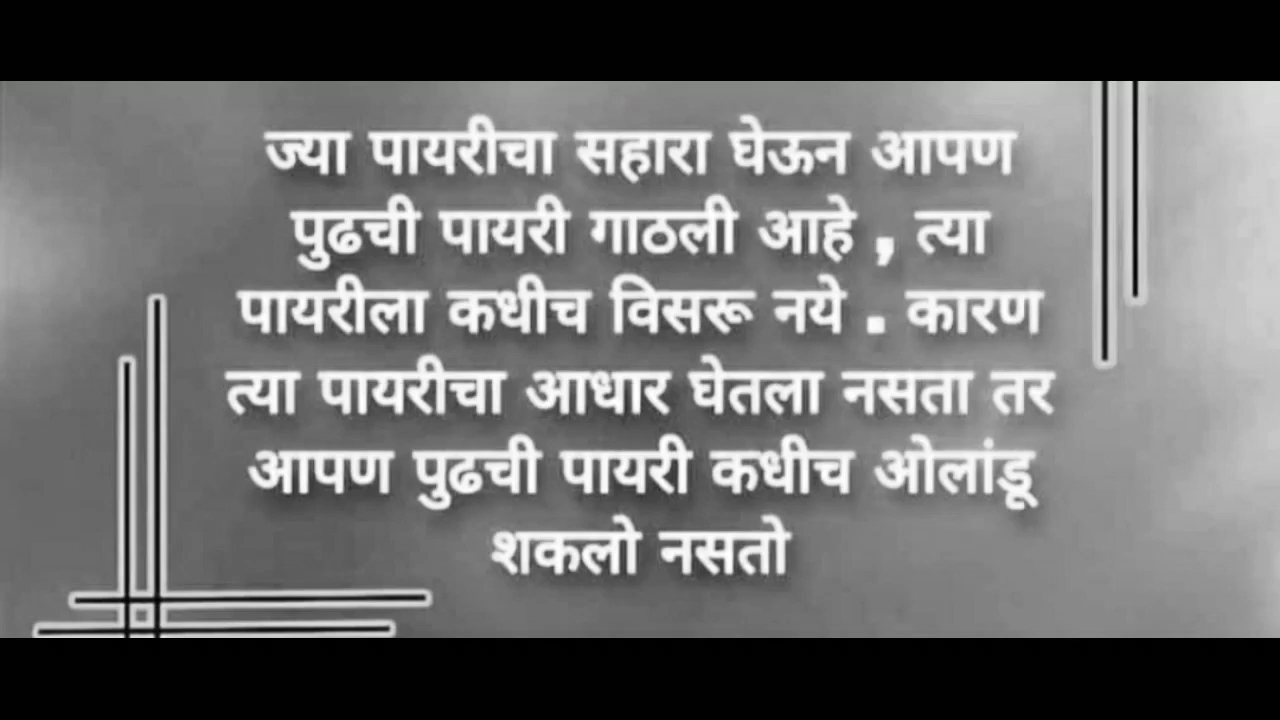 ज्या पायरीचा सहारा घेऊन आपण
पुढची पायरी गाठली आहे , त्या
पायरीला कधीच विसरू नये . कारण
त्या पायरीचा आधार घेतला नसता तर
आपण पुढची पायरी कधीच ओलांडू
शकलो नसतो